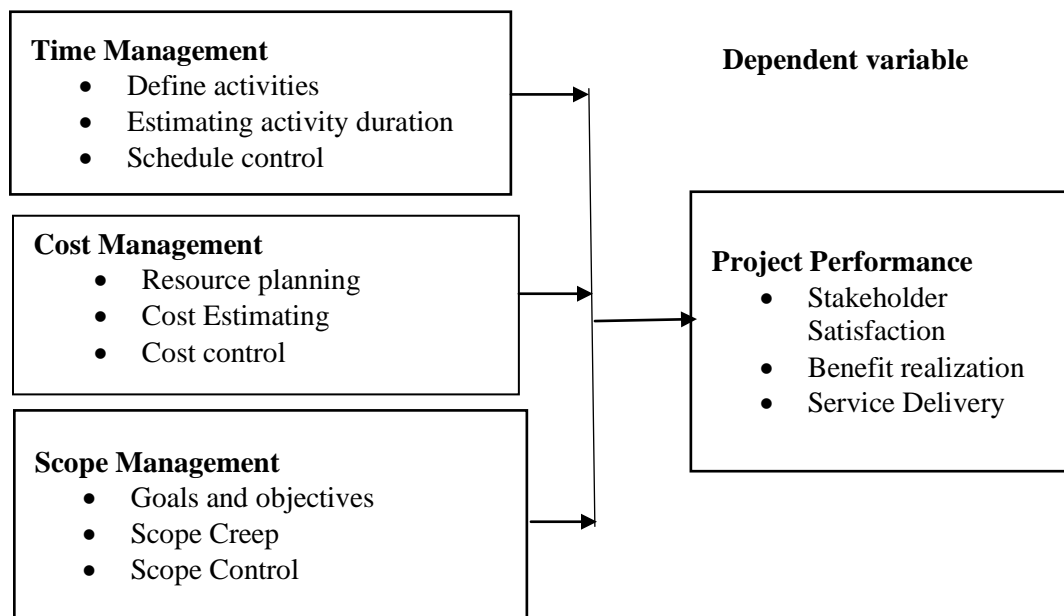 Time Management
• Define activities
• Estimating activity duration
• Schedule control
Cost Management
• Resource planning
• Cost Estimating
• Cost control
Scope Management
• Goals and objectives
• Scope Creep
• Scope Control
Dependent variable
Project Performance
• Stakeholder
Satisfaction
• Benefit realization
• Service Delivery